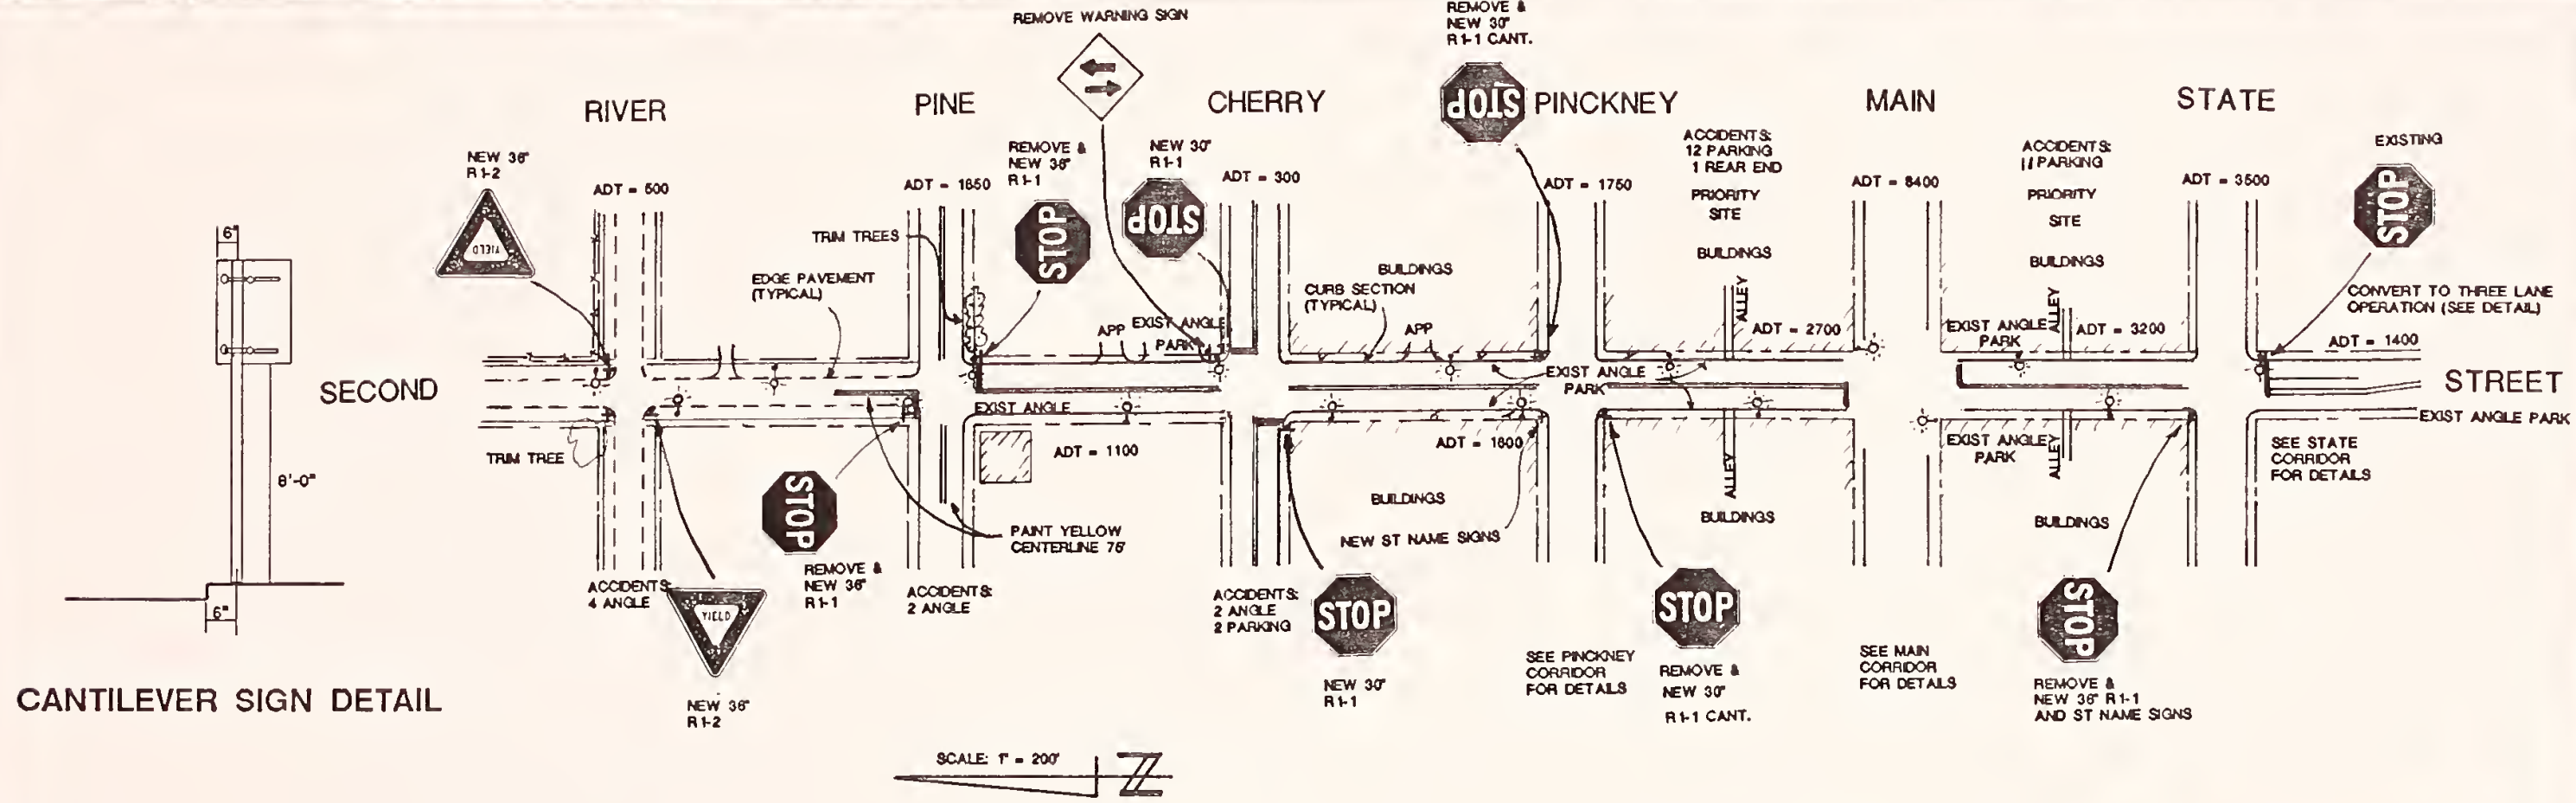 REMOVE WARNING SIGN
REMOVE &
NEW 30"
R1-1 CANT.
STOP
RIVER
PINE
CHERRY
PINCKNEY
MAIN
STATE
NEW 36"
R1-2
YIELD
ADT = 500
ADT = 1850
REMOVE &
NEW 36"
R1-1
STOP
NEW 30"
R1-1
STOP
ADT = 300
ADT = 1750
ACCIDENTS:
12 PARKING
1 REAR END
PRIORITY
SITE
BUILDINGS
ALLEY
ADT = 2700
ADT = 8400
ACCIDENTS:
11 PARKING
PRIORITY
SITE
BUILDINGS
ALLEY
ADT = 3200
ADT = 3500
EXISTING
STOP
CONVERT TO THREE LANE
OPERATION (SEE DETAIL)
ADT = 1400
6"
TRIM TREES
EDGE PAVEMENT
(TYPICAL)
APP
EXIST ANGLE
PARK
BUILDINGS
CURB SECTION
(TYPICAL)
APP
EXIST ANGLE
PARK
EXIST ANGLE
PARK
SECOND
STREET
EXIST ANGLE
EXIST ANGLE PARK
TRIM TREE
ADT = 1100
ADT = 1800
ALLEY
EXIST ANGLE
PARK
ALLEY
SEE STATE
CORRIDOR
FOR DETAILS
8'-0"
STOP
REMOVE &
NEW 36"
R1-1
PAINT YELLOW
CENTERLINE 76'
BUILDINGS
NEW ST NAME SIGNS
BUILDINGS
BUILDINGS
6"
ACCIDENTS:
4 ANGLE
YIELD
NEW 36"
R1-2
ACCIDENTS:
2 ANGLE
ACCIDENTS:
2 ANGLE
2 PARKING
STOP
NEW 30"
R1-1
SEE PINCKNEY
CORRIDOR
FOR DETAILS
STOP
REMOVE &
NEW 30"
R1-1 CANT.
SEE MAIN
CORRIDOR
FOR DETAILS
STOP
REMOVE &
NEW 36" R1-1
AND ST NAME SIGNS
CANTILEVER SIGN DETAIL
SCALE: 1" = 200'
N